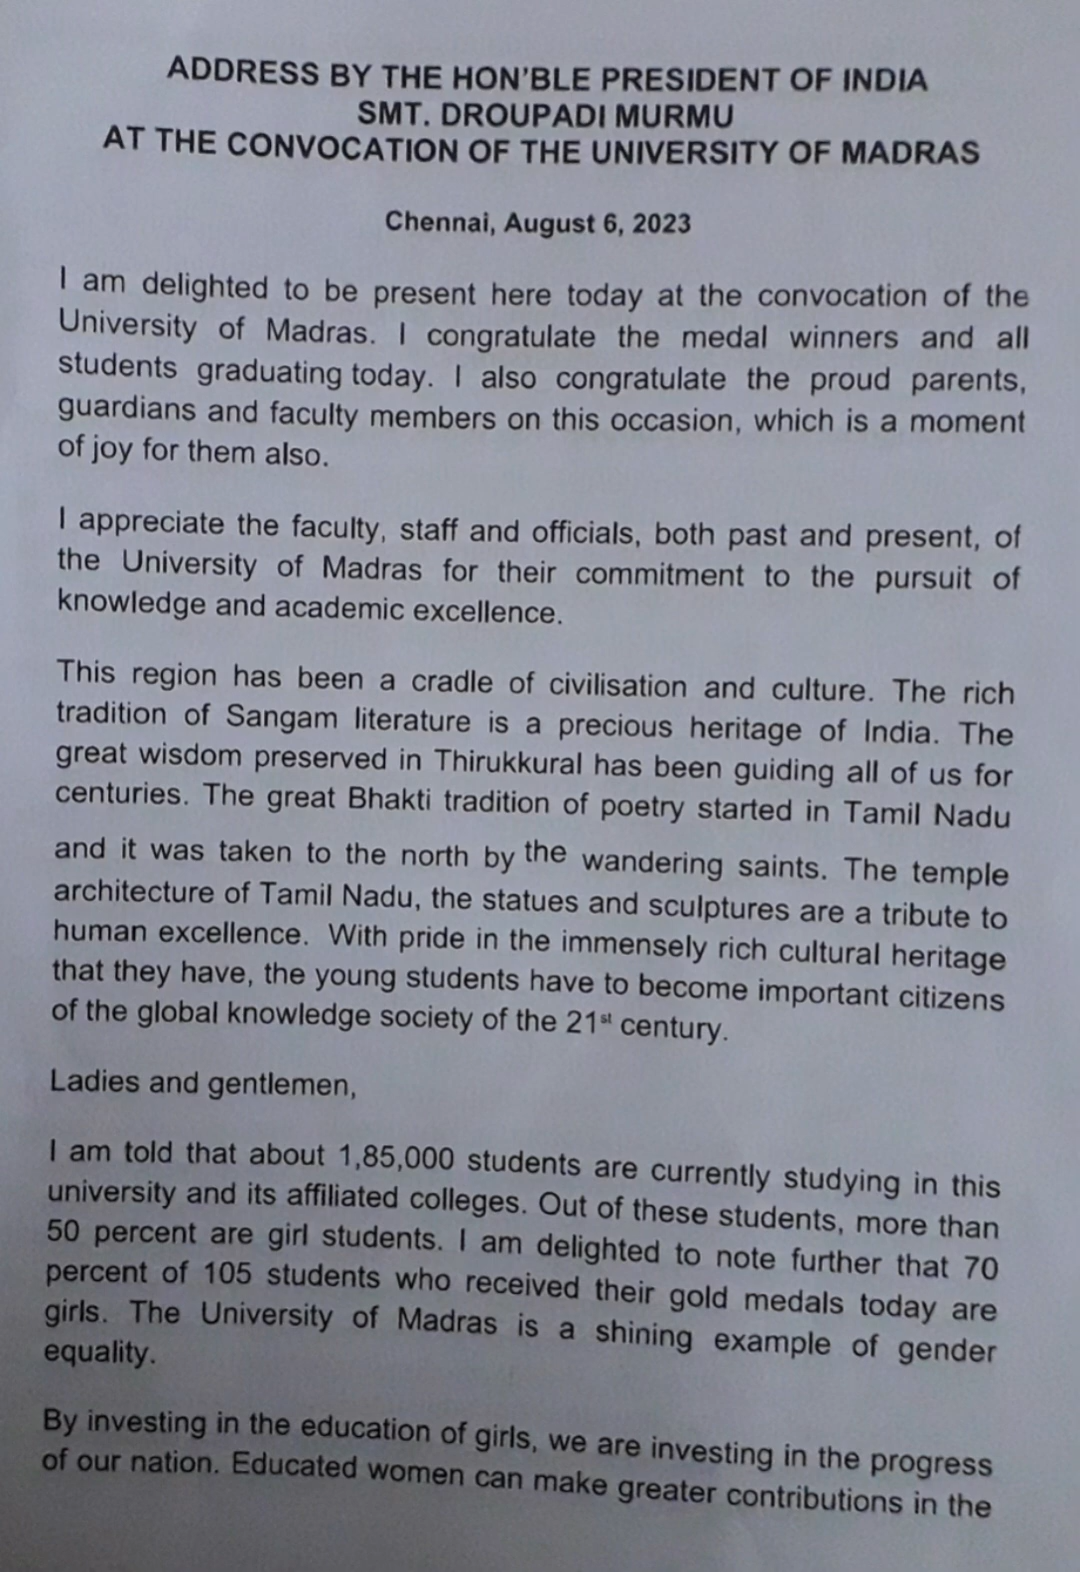 ADDRESS BY THE HON'BLE PRESIDENT OF INDIA
SMT. DROUPADI MURMU
AT THE CONVOCATION OF THE UNIVERSITY OF MADRAS
Chennai, August 6, 2023
I am delighted to be present here today at the convocation of the
University of Madras. I congratulate the medal winners and all
students graduating today. I also congratulate the proud parents,
guardians and faculty members on this occasion, which is a moment
of joy for them also.
I appreciate the faculty, staff and officials, both past and present, of
the University of Madras for their commitment to the pursuit of
knowledge and academic excellence.
This region has been a cradle of civilisation and culture. The rich
tradition of Sangam literature is a precious heritage of India. The
great wisdom preserved in Thirukkural has been guiding all of us for
centuries. The great Bhakti tradition of poetry started in Tamil Nadu
and it was taken to the north by the wandering saints. The temple
architecture of Tamil Nadu, the statues and sculptures are a tribute to
human excellence. With pride in the immensely rich cultural heritage
that they have, the young students have to become important citizens
of the global knowledge society of the 21st century.
Ladies and gentlemen,
I am told that about 1,85,000 students are currently studying in this
university and its affiliated colleges. Out of these students, more than
50 percent are girl students. I am delighted to note further that 70
percent of 105 students who received their gold medals today are
girls. The University of Madras is a shining example of gender
equality.
By investing in the education of girls, we are investing in the progress
of our nation. Educated women can make greater contributions in the